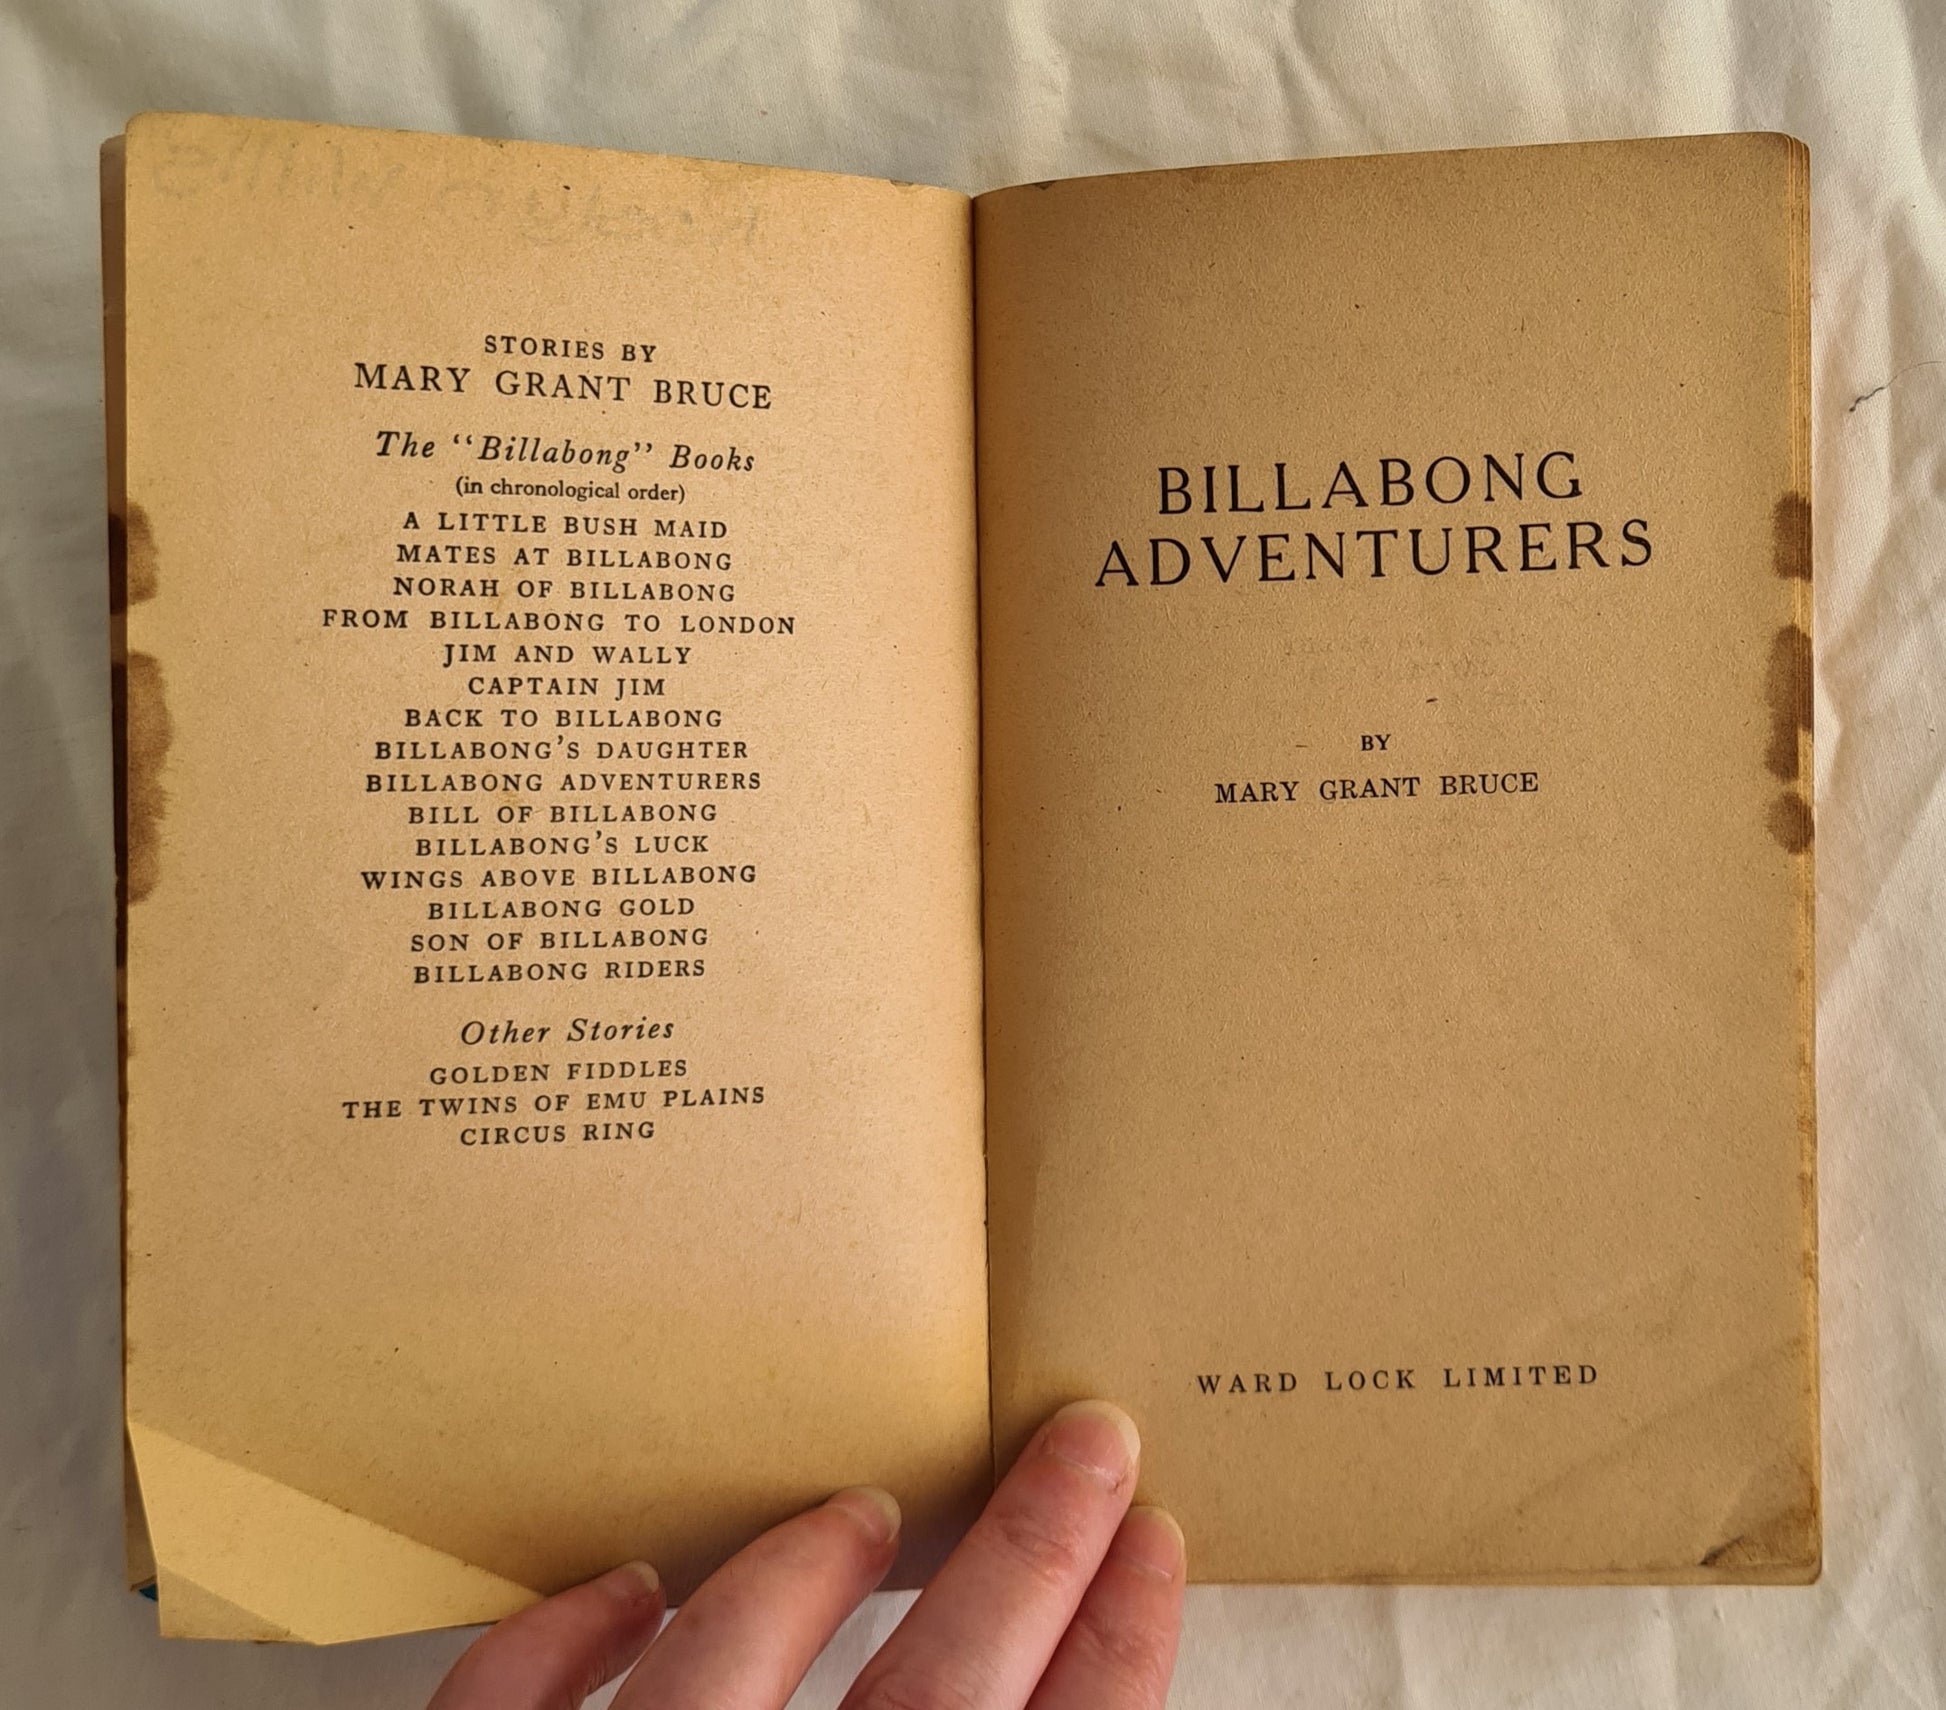 STORIES BY
MARY GRANT BRUCE
The "Billabong" Books
(in chronological order)
A LITTLE BUSH MAID
MATES AT BILLABONG
NORAH OF BILLABONG
FROM BILLABONG TO LONDON
JIM AND WALLY
CAPTAIN JIM
BACK TO BILLABONG
BILLABONG'S DAUGHTER
BILLABONG ADVENTURERS
BILL OF BILLABONG
BILLABONG'S LUCK
WINGS ABOVE BILLABONG
BILLABONG GOLD
SON OF BILLABONG
BILLABONG RIDERS
Other Stories
GOLDEN FIDDLES
THE TWINS OF EMU PLAINS
CIRCUS RING
BILLABONG
ADVENTURERS
BY
MARY GRANT BRUCE
WARD LOCK LIMITED